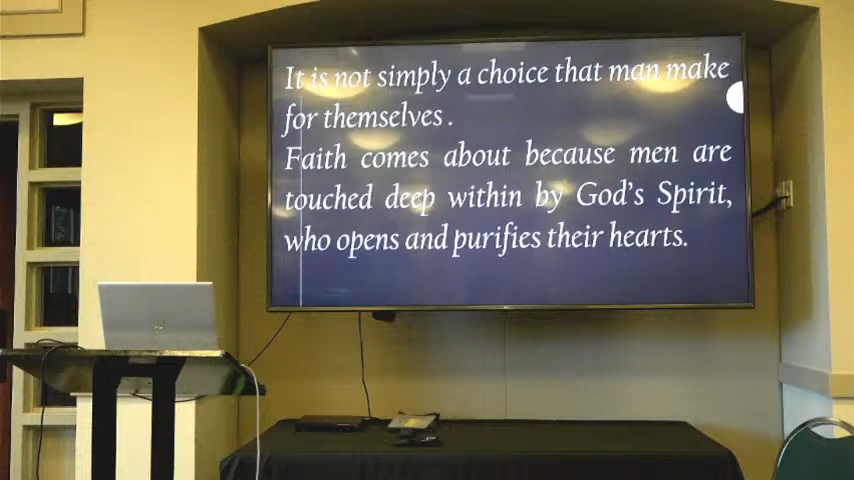 It is not simply a choice that man make
for themselves .
Faith comes about because men are
touched deep within by God's Spirit,
who opens and purifies their hearts.